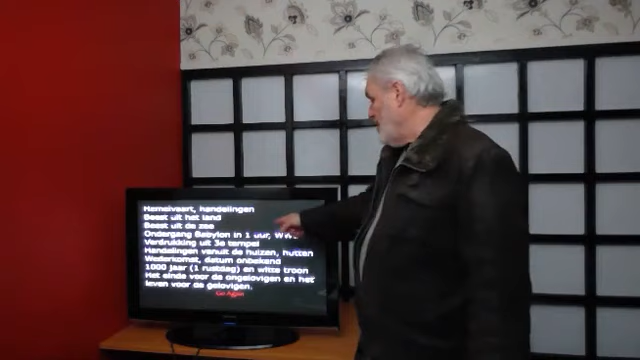 Hemelvaart, handelingen
Beest uit het land
Beest uit de zee
Ondergang Babylon in 1 uur, WW
Verdrukking uit 3e tempel
Handelingen vanuit de huizen, hutten
Wederkomst, datum onbekend
1000 jaar (1 rustdag) en witte troon
Het einde voor de ongelovigen en het
leven voor de gelovigen.